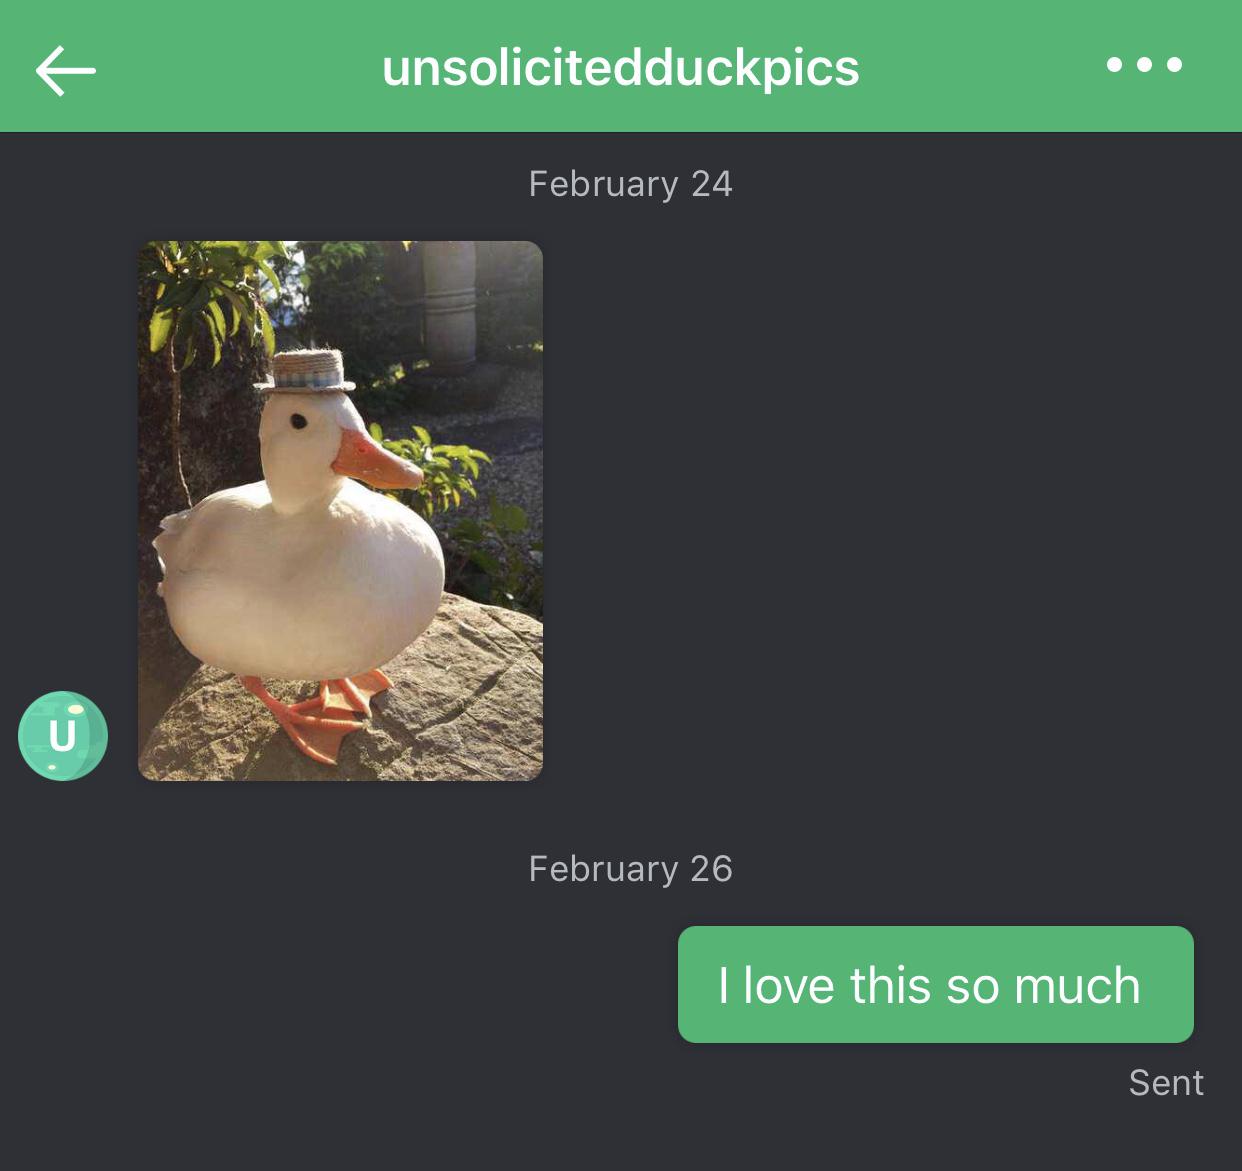 unsolicitedduckpics
February 24
U
February 26
I love this so much
Sent